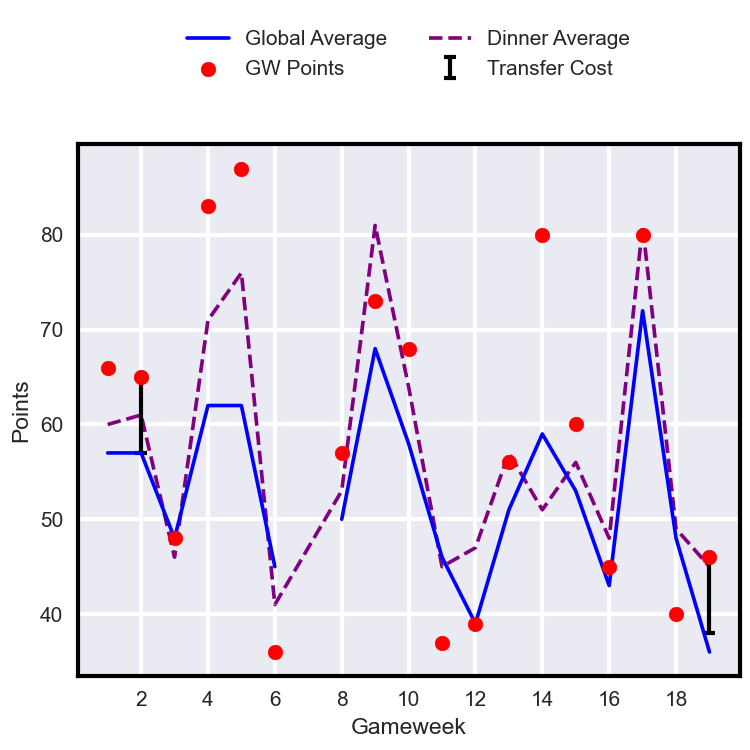 Global Average Dinner Average
GW Points Transfer Cost
80
70
60
50
40
Points
2 4 6 8 10 12 14 16 18
Gameweek